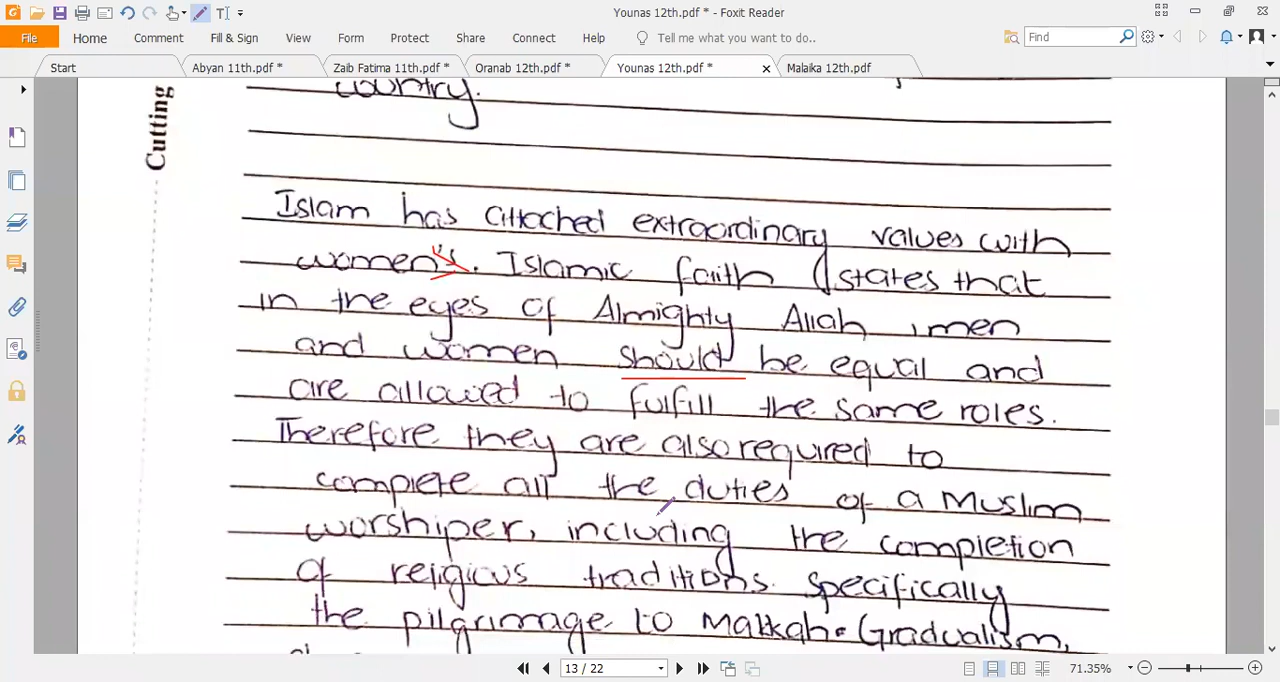 Younas 12th.pdf * - Foxit Reader
File Home Comment Fill & Sign View Form Protect Share Connect Help Tell me what you want to do.. Find
Start Abyan 11th.pdf * Zaib Fatima 11th.pdf * Oranab 12th.pdf * Younas 12th.pdf * Malaika 12th.pdf
Cutting
country.
Islam has attached extraordinary values with
women's. Islamic faith states that
in the eyes of Almighty Allah , men
and women should be equal and
are allowed to fulfill the same roles.
Therefore they are also required to
complete all the duties of a Muslim
worshiper, including the completion
of religious traditions. Specifically
the pilgrimage to Makkah. Gradualism,
13 / 22
71.35%